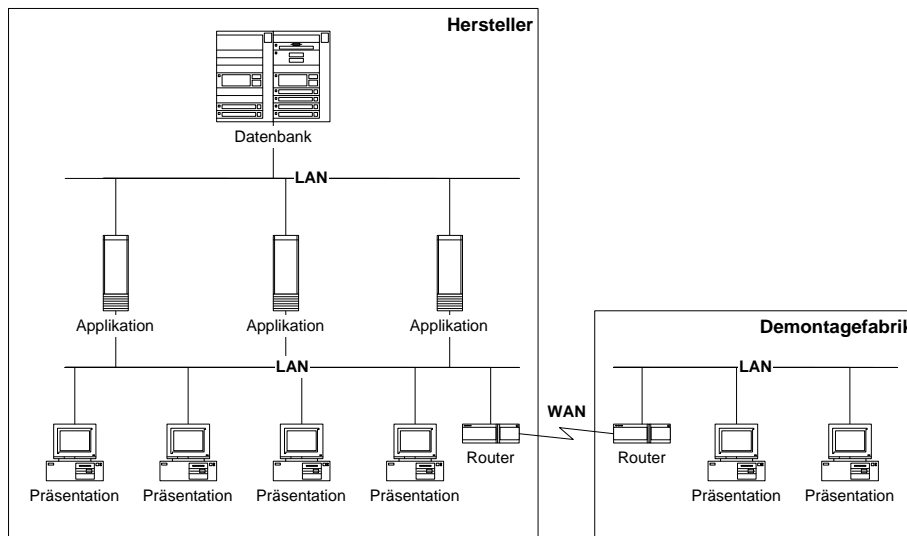 Hersteller
Datenbank
LAN
Applikation Applikation Applikation
Demontagefabrik
LAN
LAN
WAN
Router
Router
Präsentation Präsentation Präsentation Präsentation
Präsentation Präsentation